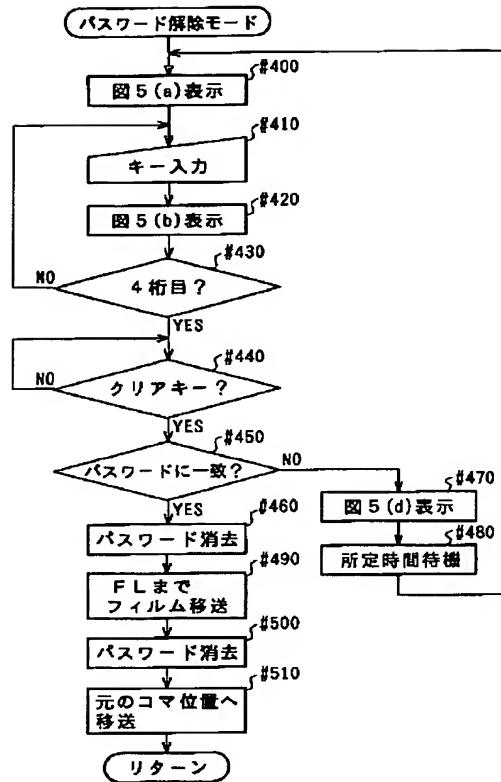 パスワード解除モード
#400
図5(a)表示
#410
キー入力
#420
図5(b)表示
#430
4桁目?
NO
YES
#440
クリアキー?
NO
YES
#450
パスワードに一致?
NO
YES
#460
パスワード消去
#470
図5(d)表示
#480
所定時間待機
#490
FLまで
フィルム移送
#500
パスワード消去
#510
元のコマ位置へ
移送
リターン